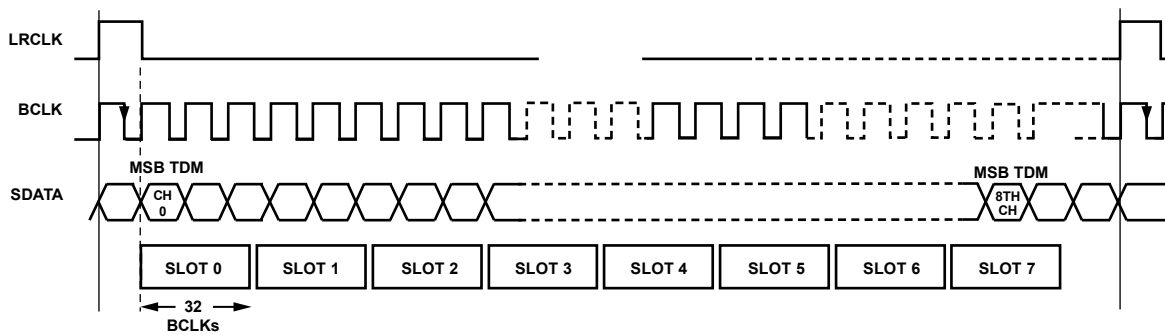 LRCLK
BCLK
MSB TDM
MSB TDM
SDATA
CH
0
8TH
CH
SLOT 0
SLOT 1
SLOT 2
SLOT 3
SLOT 4
SLOT 5
SLOT 6
SLOT 7
32
BCLKs